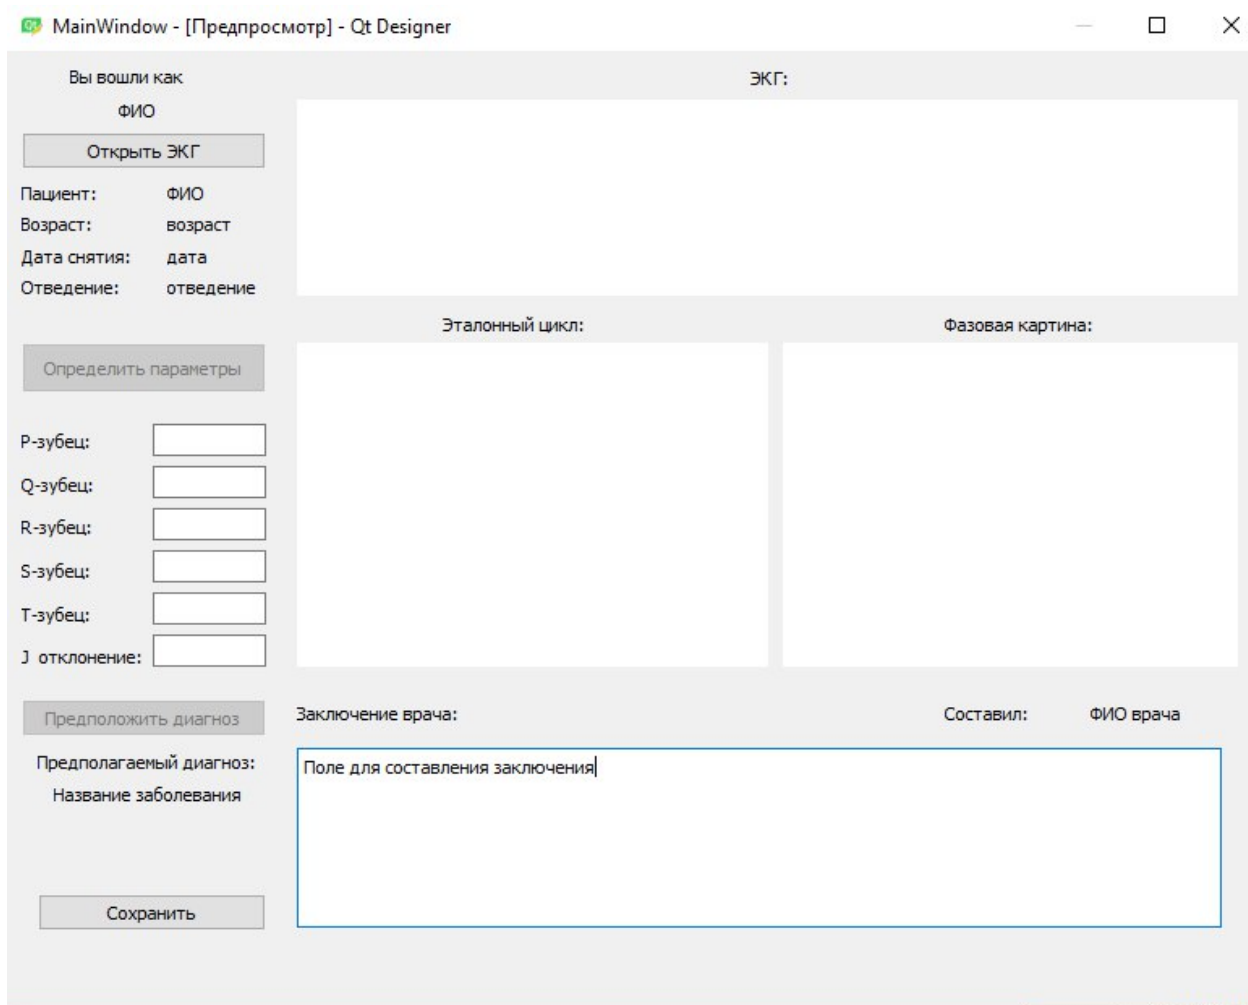 MainWindow - [Предпросмотр] - Qt Designer
Вы вошли как
ФИО
Открыть ЭКГ
Пациент: ФИО
Возраст: возраст
Дата снятия: дата
Отведение: отведение
Определить параметры
P-зубец:
Q-зубец:
R-зубец:
S-зубец:
T-зубец:
J отклонение:
Предположить диагноз
Предполагаемый диагноз:
Название заболевания
Сохранить
ЭКГ:
Эталонный цикл:
Фазовая картина:
Заключение врача:
Составил: ФИО врача
Поле для составления заключения